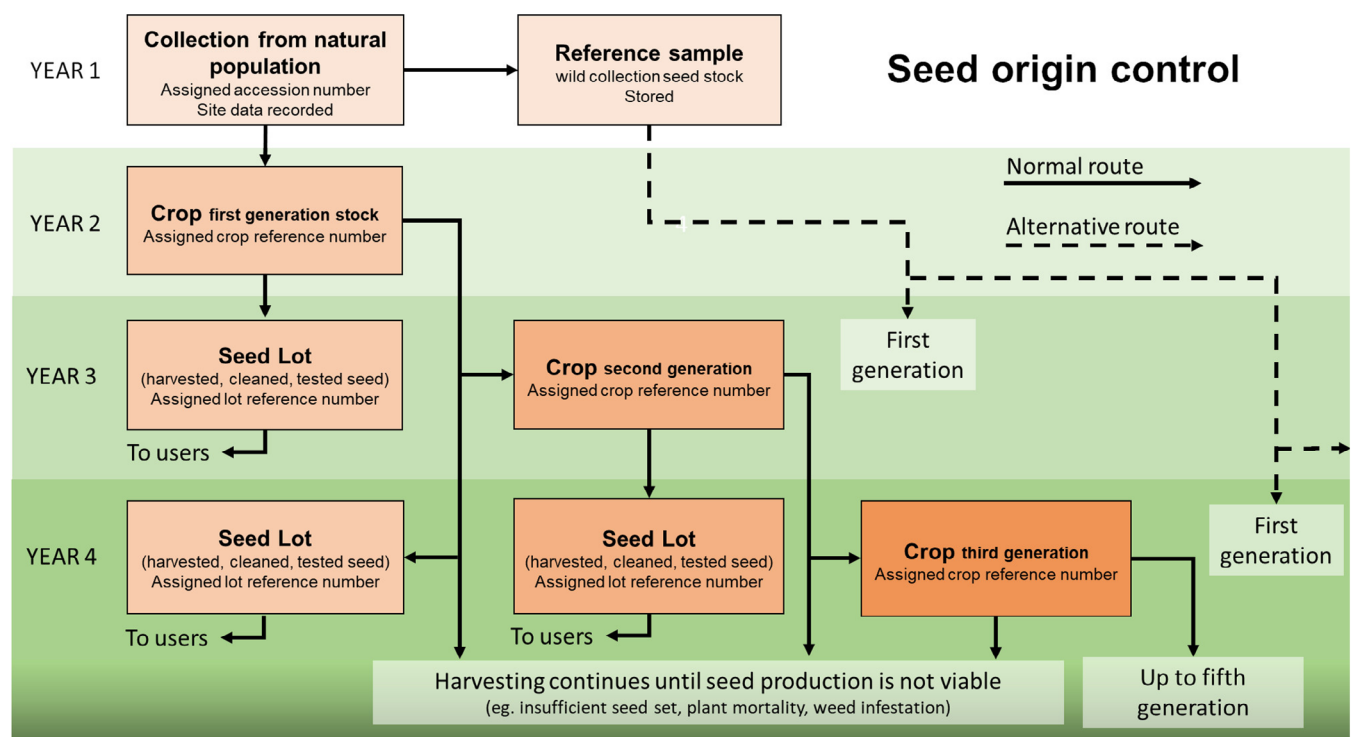 Seed origin control
YEAR 1
Collection from natural
population
Assigned accession number
Site data recorded
Reference sample
wild collection seed stock
Stored
Normal route
Alternative route
YEAR 2
Crop first generation stock
Assigned crop reference number
4
YEAR 3
Seed Lot
(harvested, cleaned, tested seed)
Assigned lot reference number
To users
Crop second generation
Assigned crop reference number
First
generation
YEAR 4
Seed Lot
(harvested, cleaned, tested seed)
Assigned lot reference number
To users
Seed Lot
(harvested, cleaned, tested seed)
Assigned lot reference number
To users
Crop third generation
Assigned crop reference number
First
generation
Harvesting continues until seed production is not viable
(eg. insufficient seed set, plant mortality, weed infestation)
Up to fifth
generation